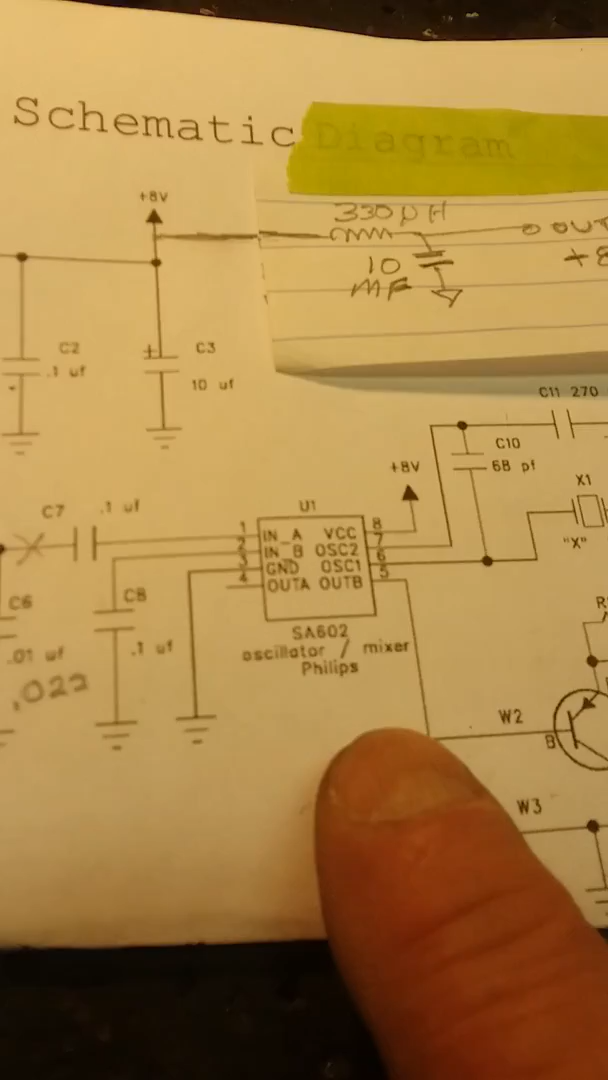 Schematic Diagram
+8V
330 µH
OUT
10
MF
C2
.1 uf
C3
10 uf
C11 270
C10
68 pf
+8V
X1
"X"
C7
.1 uf
U1
1
IN_A
VCC
8
2
IN_B
OSC2
7
3
GND
OSC1
6
4
OUTA
OUTB
5
SA602
oscillator / mixer
Philips
C6
.01 uf
.022
C8
.1 uf
W2
B
W3